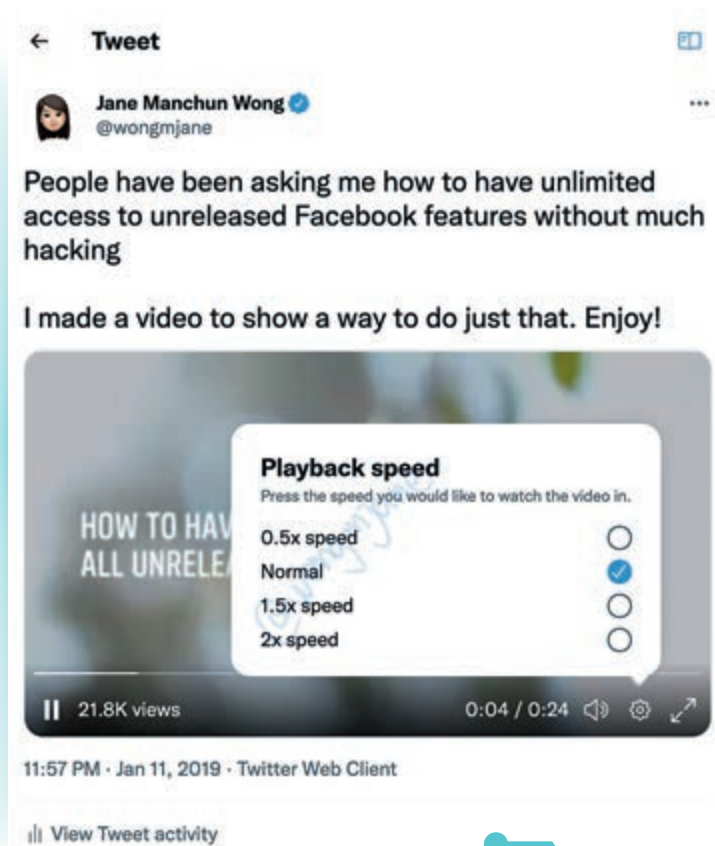 Tweet
Jane Manchun Wong
@wongmjane
People have been asking me how to have unlimited
access to unreleased Facebook features without much
hacking
I made a video to show a way to do just that. Enjoy!
Playback speed
Press the speed you would like to watch the video in.
HOW TO HAV
0.5x speed
ALL UNRELEA
Normal
1.5x speed
2x speed
@wongmjane
21.8K views
0:04 / 0:24
11:57 PM · Jan 11, 2019 · Twitter Web Client
View Tweet activity